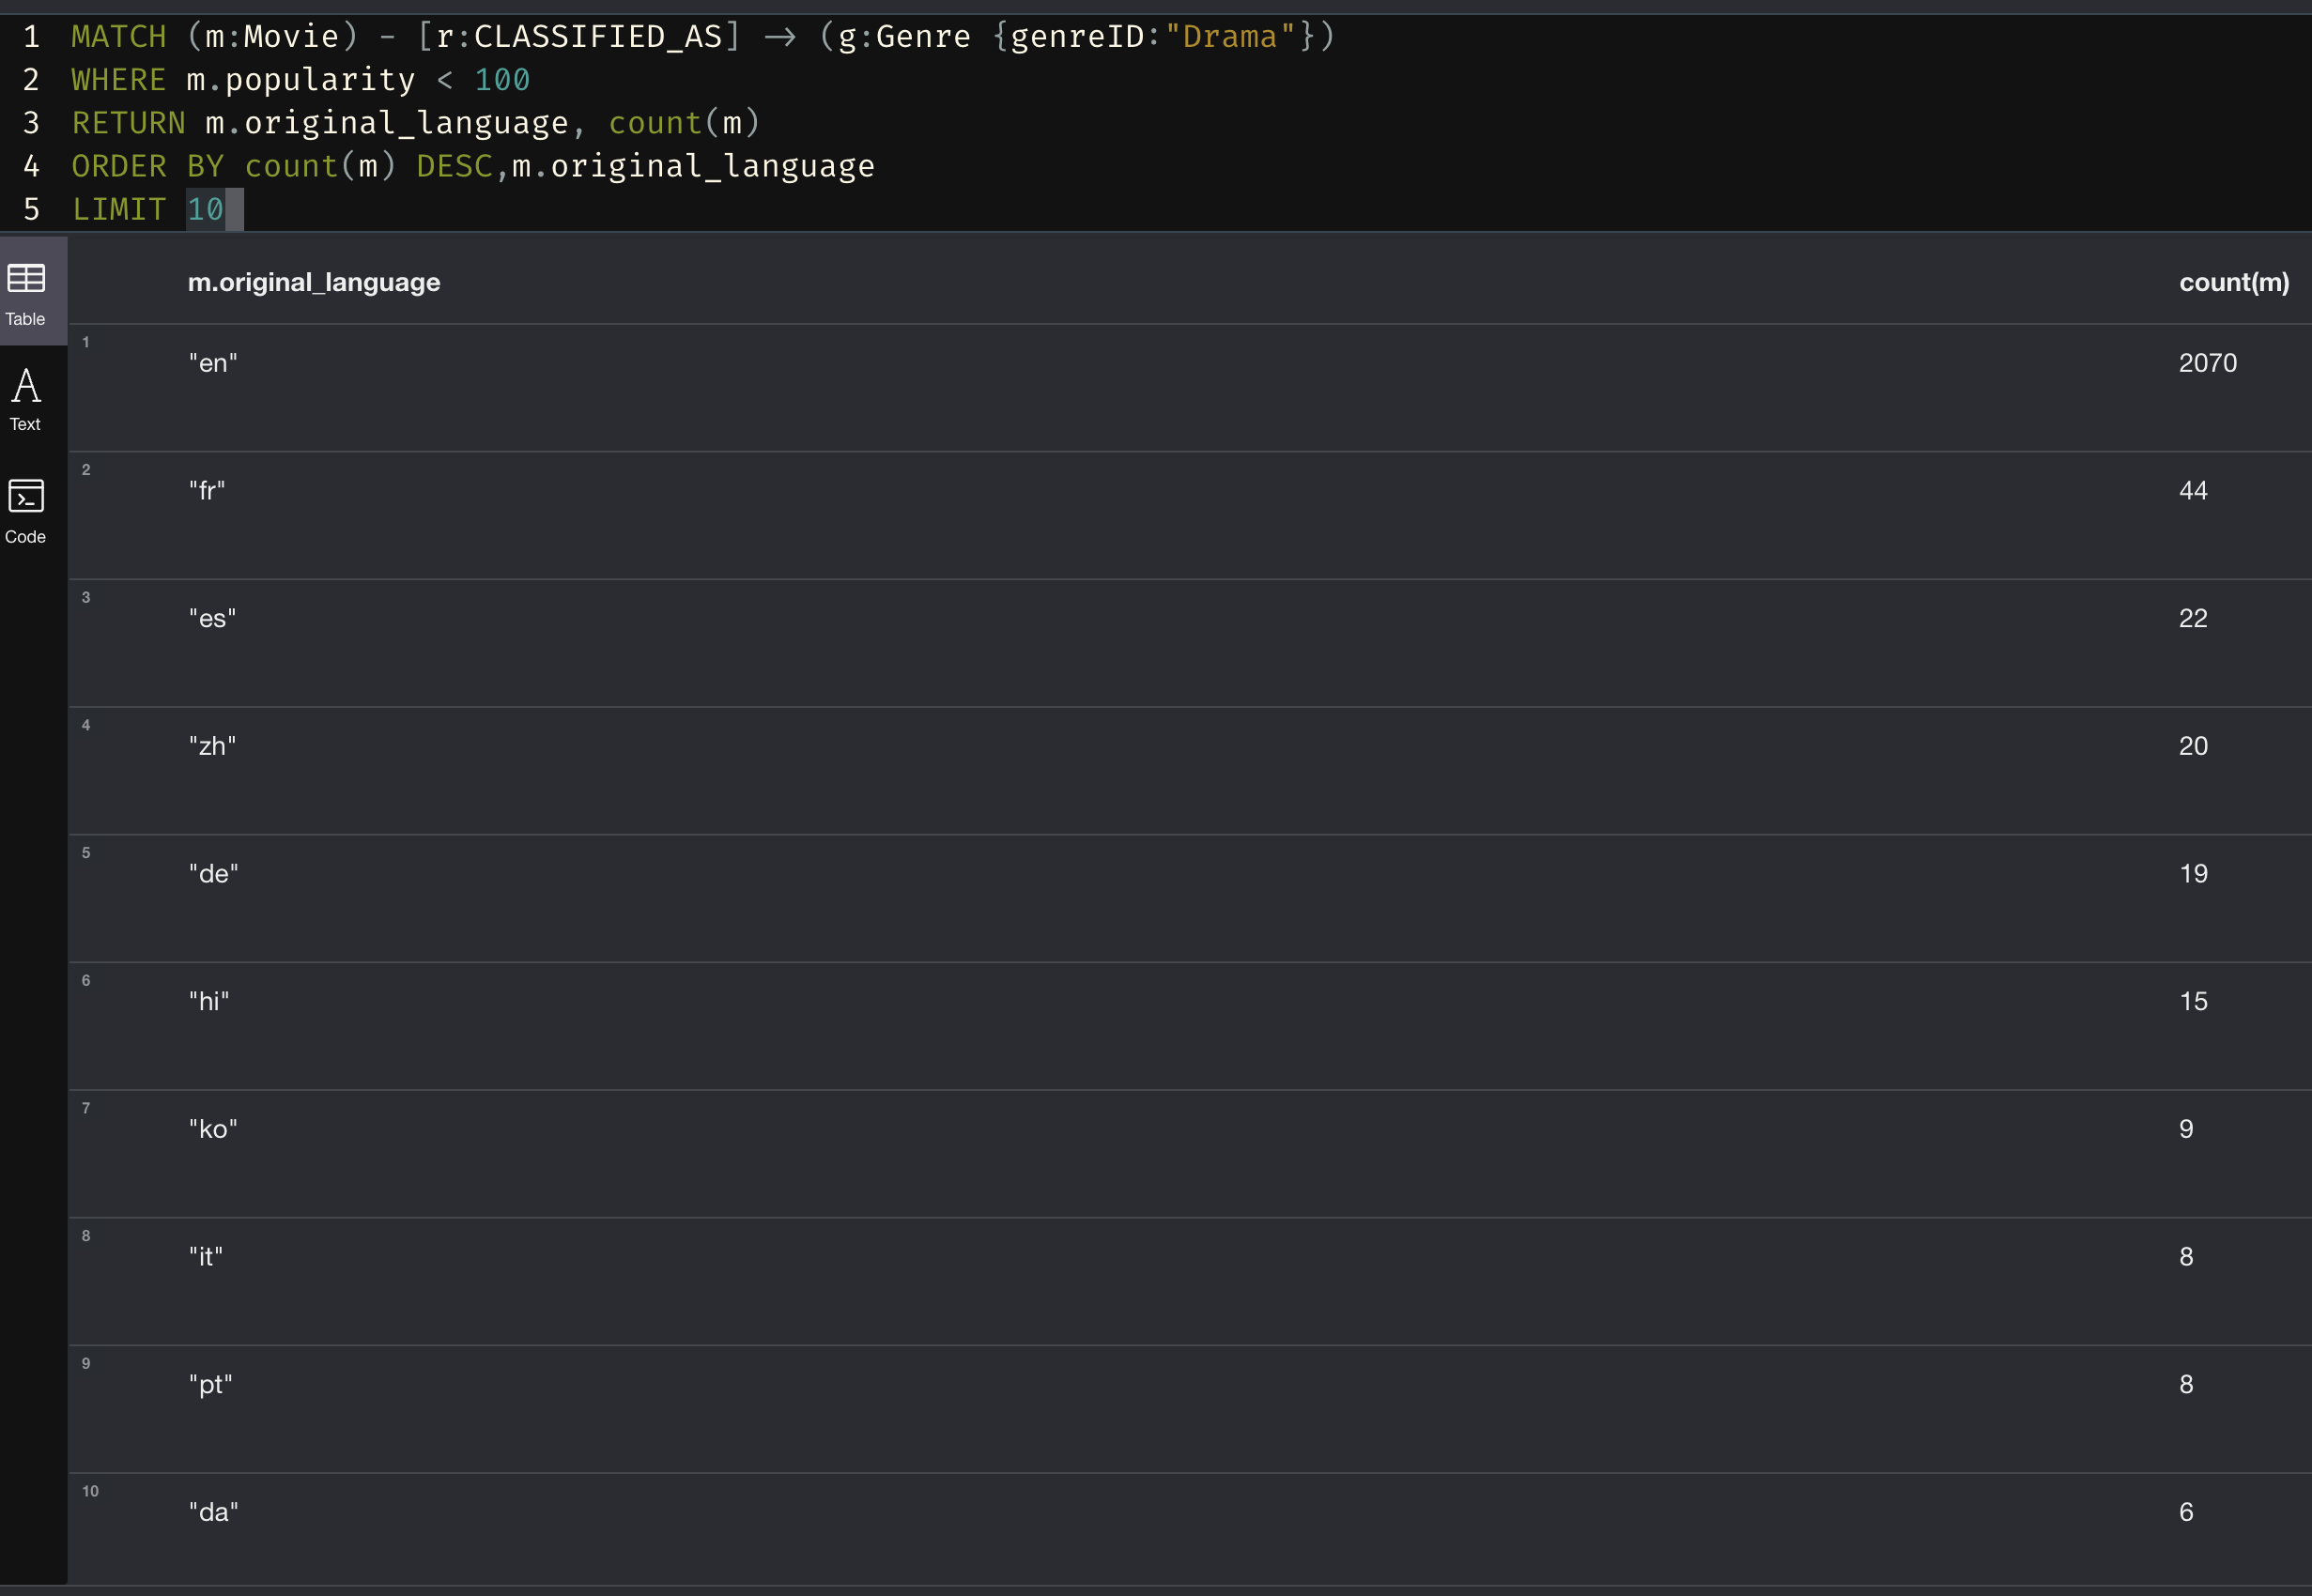 1 MATCH (m:Movie) - [r:CLASSIFIED_AS] → (g:Genre {genreID:"Drama"})
2 WHERE m.popularity < 100
3 RETURN m.original_language, count(m)
4 ORDER BY count(m) DESC,m.original_language
5 LIMIT 10
Table
Text
Code
m.original_language count(m)
1 "en" 2070
2 "fr" 44
3 "es" 22
4 "zh" 20
5 "de" 19
6 "hi" 15
7 "ko" 9
8 "it" 8
9 "pt" 8
10 "da" 6